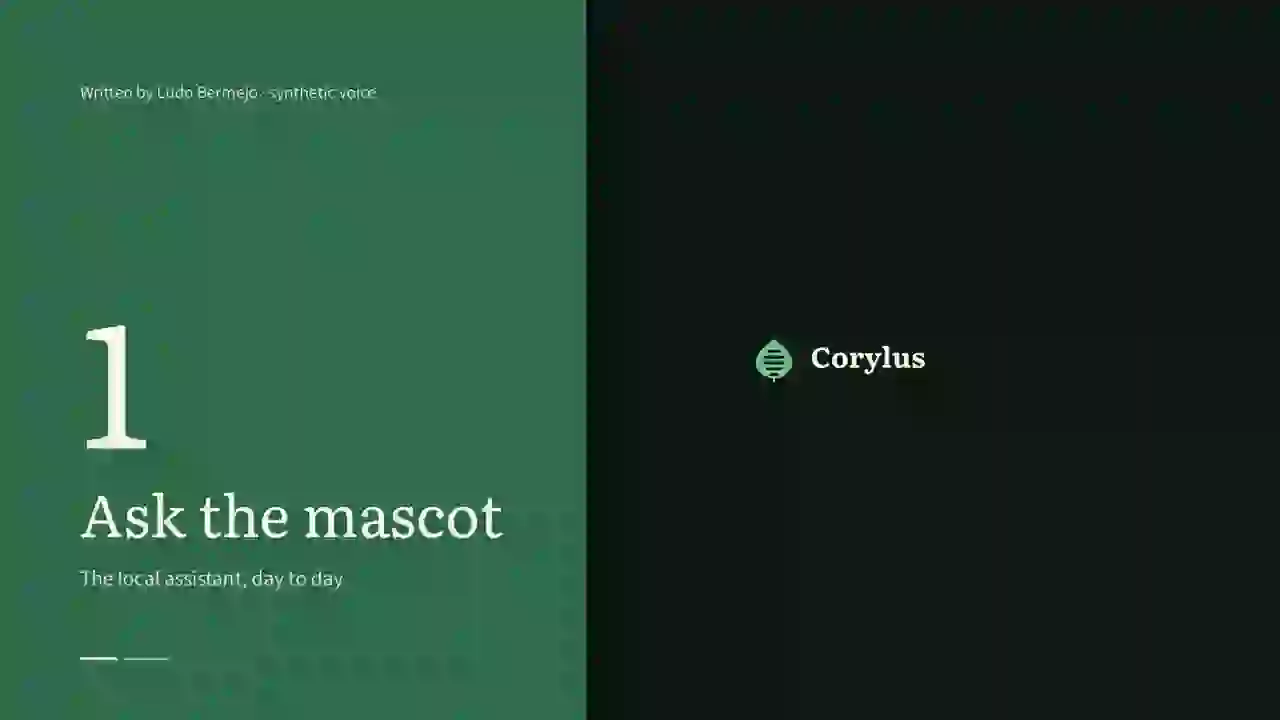 Written by Ludo Bermejo · synthetic voice
1
Ask the mascot
The local assistant, day to day
Corylus